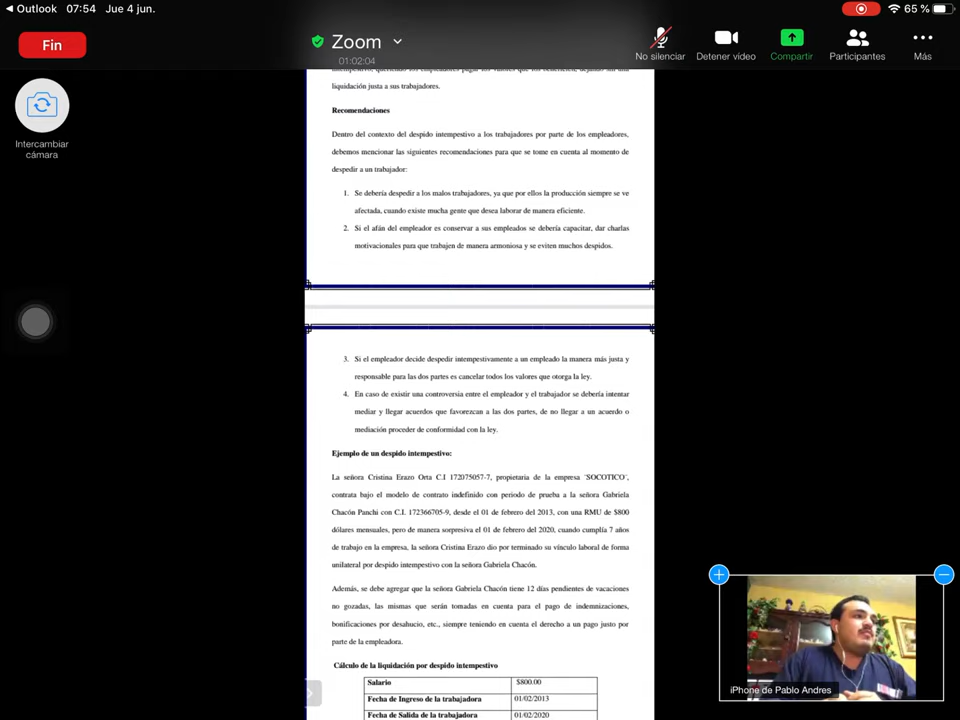 Outlook 07:54 Jue 4 jun. 65 %
Fin
Zoom
01:02:04
No silenciar Detener vídeo Compartir Participantes Más
Intercambiar
cámara
intempestivo, queriendo los empleadores pagar los valores que los beneficien, dejando sin una
liquidación justa a sus trabajadores.
Recomendaciones
Dentro del contexto del despido intempestivo a los trabajadores por parte de los empleadores,
debemos mencionar las siguientes recomendaciones para que se tome en cuenta al momento de
despedir a un trabajador:
1. Se debería despedir a los malos trabajadores, ya que por ellos la producción siempre se ve
afectada, cuando existe mucha gente que desea laborar de manera eficiente.
2. Si el afán del empleador es conservar a sus empleados se debería capacitar, dar charlas
motivacionales para que trabajen de manera armoniosa y se eviten muchos despidos.
3. Si el empleador decide despedir intempestivamente a un empleado la manera más justa y
responsable para las dos partes es cancelar todos los valores que otorga la ley.
4. En caso de existir una controversia entre el empleador y el trabajador se debería intentar
mediar y llegar acuerdos que favorezcan a las dos partes, de no llegar a un acuerdo o
mediación proceder de conformidad con la ley.
Ejemplo de un despido intempestivo:
La señora Cristina Erazo Orta C.I 172075057-7, propietaria de la empresa ¨SOCOTICO¨,
contrata bajo el modelo de contrato indefinido con periodo de prueba a la señora Gabriela
Chacón Panchi con C.I. 172366705-9, desde el 01 de febrero del 2013, con una RMU de $800
dólares mensuales, pero de manera sorpresiva el 01 de febrero del 2020, cuando cumplía 7 años
de trabajo en la empresa, la señora Cristina Erazo dio por terminado su vínculo laboral de forma
unilateral por despido intempestivo con la señora Gabriela Chacón.
Además, se debe agregar que la señora Gabriela Chacón tiene 12 días pendientes de vacaciones
no gozadas, las mismas que serán tomadas en cuenta para el pago de indemnizaciones,
bonificaciones por desahucio, etc., siempre teniendo en cuenta el derecho a un pago justo por
parte de la empleadora.
Cálculo de la liquidación por despido intempestivo
Salario $800.00
Fecha de Ingreso de la trabajadora 01/02/2013
Fecha de Salida de la trabajadora 01/02/2020
iPhone de Pablo Andres